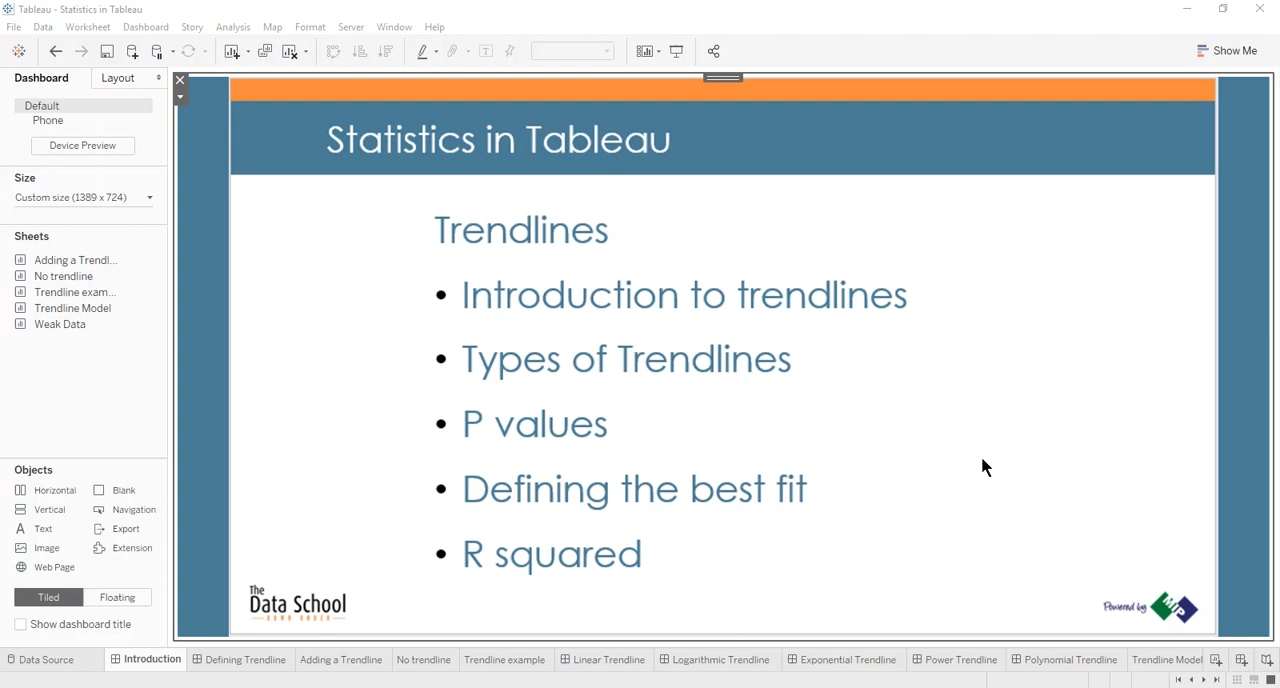 Tableau - Statistics in Tableau
File Data Worksheet Dashboard Story Analysis Map Format Server Window Help
Show Me
Dashboard Layout
Default
Phone
Device Preview
Size
Custom size (1389 x 724)
Sheets
Adding a Trendl...
No trendline
Trendline exam...
Trendline Model
Weak Data
Objects
Horizontal Blank
Vertical Navigation
Text Export
Image Extension
Web Page
Tiled Floating
Show dashboard title
Statistics in Tableau
Trendlines
• Introduction to trendlines
• Types of Trendlines
• P values
• Defining the best fit
• R squared
The
Data School
DOWN UNDER
Powered by MIP
Data Source Introduction Defining Trendline Adding a Trendline No trendline Trendline example Linear Trendline Logarithmic Trendline Exponential Trendline Power Trendline Polynomial Trendline Trendline Model